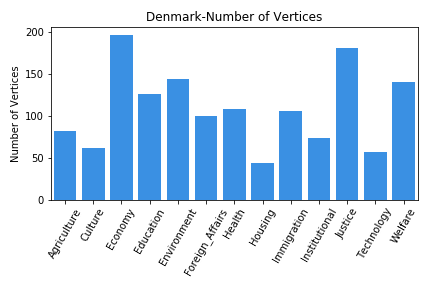 Denmark-Number of Vertices
Number of Vertices
200
150
100
50
0
Agriculture
Culture
Economy
Education
Environment
Foreign_Affairs
Health
Housing
Immigration
Institutional
Justice
Technology
Welfare